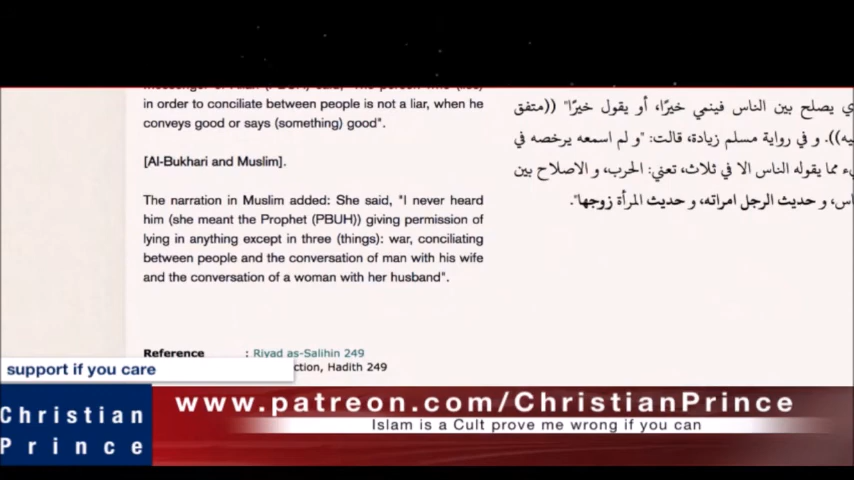 in order to conciliate between people is not a liar, when he
conveys good or says (something) good".
[Al-Bukhari and Muslim].
The narration in Muslim added: She said, "I never heard
him (she meant the Prophet (PBUH)) giving permission of
lying in anything except in three (things): war, conciliating
between people and the conversation of man with his wife
and the conversation of a woman with her husband".
ي يصلح بين الناس فينمي خيرًا، أو يقول خيرًا" ((متفق
يه)). و في رواية مسلم زيادة، قالت: "و لم اسمعه يرخصه في
يء مما يقوله الناس الا في ثلاث، تعني: الحرب، و الاصلاح بين
اس، و حديث الرجل امراته، و حديث المرأة زوجها".
Reference : Riyad as-Salihin 249
ction, Hadith 249
support if you care
Christian
Prince
www.patreon.com/ChristianPrince
Islam is a Cult prove me wrong if you can